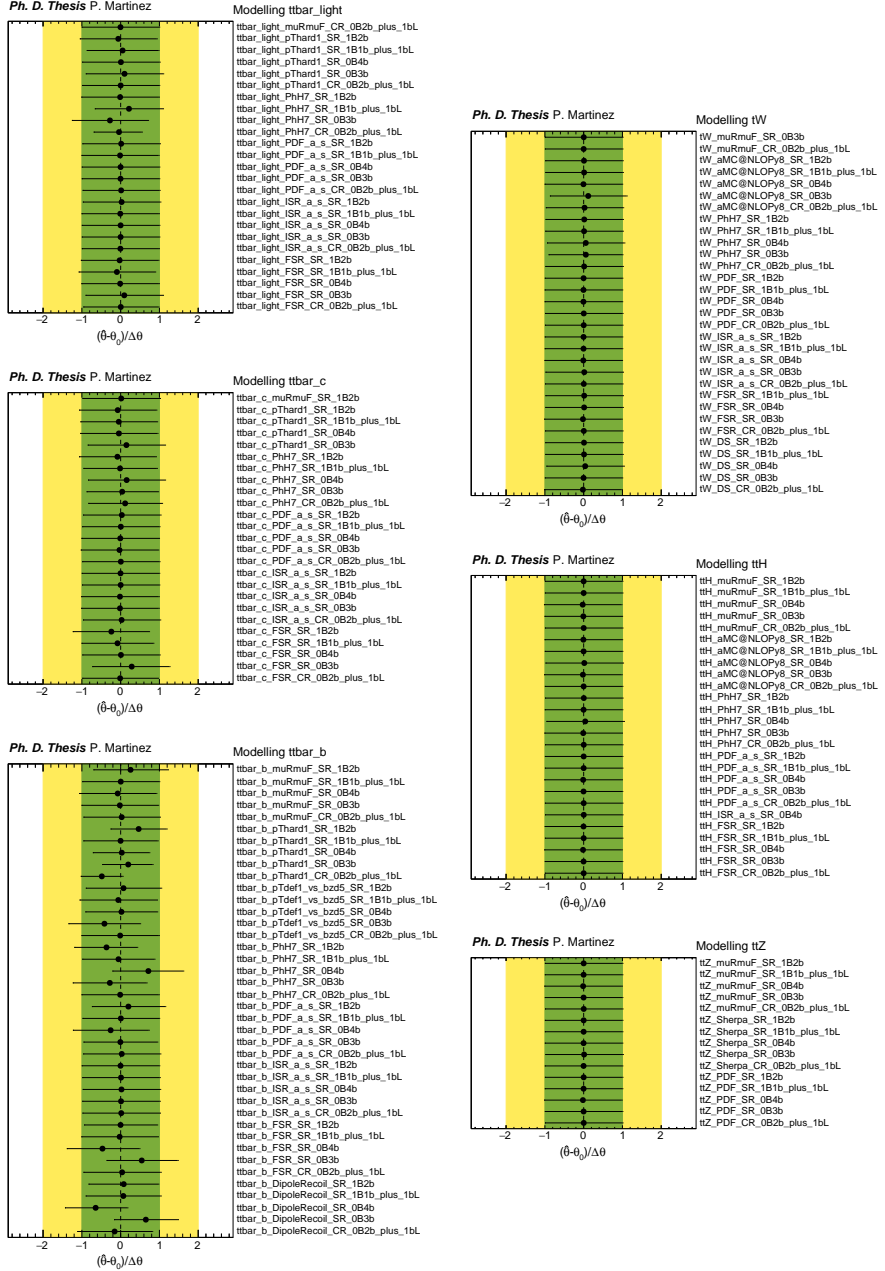 Ph. D. Thesis P. Martinez
Modelling ttbar_light
ttbar_light_muRmuF_CR_0B2b_plus_1bL
ttbar_light_pThard1_SR_1B2b
ttbar_light_pThard1_SR_1B1b_plus_1bL
ttbar_light_pThard1_SR_0B4b
ttbar_light_pThard1_SR_0B3b
ttbar_light_pThard1_CR_0B2b_plus_1bL
ttbar_light_PhH7_SR_1B2b
ttbar_light_PhH7_SR_1B1b_plus_1bL
ttbar_light_PhH7_SR_0B3b
ttbar_light_PhH7_CR_0B2b_plus_1bL
ttbar_light_PDF_a_s_SR_1B2b
ttbar_light_PDF_a_s_SR_1B1b_plus_1bL
ttbar_light_PDF_a_s_SR_0B4b
ttbar_light_PDF_a_s_SR_0B3b
ttbar_light_PDF_a_s_CR_0B2b_plus_1bL
ttbar_light_ISR_a_s_SR_1B2b
ttbar_light_ISR_a_s_SR_1B1b_plus_1bL
ttbar_light_ISR_a_s_SR_0B4b
ttbar_light_ISR_a_s_SR_0B3b
ttbar_light_ISR_a_s_CR_0B2b_plus_1bL
ttbar_light_FSR_SR_1B2b
ttbar_light_FSR_SR_1B1b_plus_1bL
ttbar_light_FSR_SR_0B4b
ttbar_light_FSR_SR_0B3b
ttbar_light_FSR_CR_0B2b_plus_1bL
−2 −1 0 1 2
(θ̂-θ₀)/Δθ
Ph. D. Thesis P. Martinez
Modelling ttbar_c
ttbar_c_muRmuF_SR_1B2b
ttbar_c_pThard1_SR_1B2b
ttbar_c_pThard1_SR_1B1b_plus_1bL
ttbar_c_pThard1_SR_0B4b
ttbar_c_pThard1_SR_0B3b
ttbar_c_PhH7_SR_1B2b
ttbar_c_PhH7_SR_1B1b_plus_1bL
ttbar_c_PhH7_SR_0B4b
ttbar_c_PhH7_SR_0B3b
ttbar_c_PhH7_CR_0B2b_plus_1bL
ttbar_c_PDF_a_s_SR_1B2b
ttbar_c_PDF_a_s_SR_1B1b_plus_1bL
ttbar_c_PDF_a_s_SR_0B4b
ttbar_c_PDF_a_s_SR_0B3b
ttbar_c_PDF_a_s_CR_0B2b_plus_1bL
ttbar_c_ISR_a_s_SR_1B2b
ttbar_c_ISR_a_s_SR_1B1b_plus_1bL
ttbar_c_ISR_a_s_SR_0B4b
ttbar_c_ISR_a_s_SR_0B3b
ttbar_c_ISR_a_s_CR_0B2b_plus_1bL
ttbar_c_FSR_SR_1B2b
ttbar_c_FSR_SR_1B1b_plus_1bL
ttbar_c_FSR_SR_0B4b
ttbar_c_FSR_SR_0B3b
ttbar_c_FSR_CR_0B2b_plus_1bL
−2 −1 0 1 2
(θ̂-θ₀)/Δθ
Ph. D. Thesis P. Martinez
Modelling ttbar_b
ttbar_b_muRmuF_SR_1B2b
ttbar_b_muRmuF_SR_1B1b_plus_1bL
ttbar_b_muRmuF_SR_0B4b
ttbar_b_muRmuF_SR_0B3b
ttbar_b_muRmuF_CR_0B2b_plus_1bL
ttbar_b_pThard1_SR_1B2b
ttbar_b_pThard1_SR_1B1b_plus_1bL
ttbar_b_pThard1_SR_0B4b
ttbar_b_pThard1_SR_0B3b
ttbar_b_pThard1_CR_0B2b_plus_1bL
ttbar_b_pTdef1_vs_bzd5_SR_1B2b
ttbar_b_pTdef1_vs_bzd5_SR_1B1b_plus_1bL
ttbar_b_pTdef1_vs_bzd5_SR_0B4b
ttbar_b_pTdef1_vs_bzd5_SR_0B3b
ttbar_b_pTdef1_vs_bzd5_CR_0B2b_plus_1bL
ttbar_b_PhH7_SR_1B2b
ttbar_b_PhH7_SR_1B1b_plus_1bL
ttbar_b_PhH7_SR_0B4b
ttbar_b_PhH7_SR_0B3b
ttbar_b_PhH7_CR_0B2b_plus_1bL
ttbar_b_PDF_a_s_SR_1B2b
ttbar_b_PDF_a_s_SR_1B1b_plus_1bL
ttbar_b_PDF_a_s_SR_0B4b
ttbar_b_PDF_a_s_SR_0B3b
ttbar_b_PDF_a_s_CR_0B2b_plus_1bL
ttbar_b_ISR_a_s_SR_1B2b
ttbar_b_ISR_a_s_SR_1B1b_plus_1bL
ttbar_b_ISR_a_s_SR_0B4b
ttbar_b_ISR_a_s_SR_0B3b
ttbar_b_ISR_a_s_CR_0B2b_plus_1bL
ttbar_b_FSR_SR_1B2b
ttbar_b_FSR_SR_1B1b_plus_1bL
ttbar_b_FSR_SR_0B4b
ttbar_b_FSR_SR_0B3b
ttbar_b_FSR_CR_0B2b_plus_1bL
ttbar_b_DipoleRecoil_SR_1B2b
ttbar_b_DipoleRecoil_SR_1B1b_plus_1bL
ttbar_b_DipoleRecoil_SR_0B4b
ttbar_b_DipoleRecoil_SR_0B3b
ttbar_b_DipoleRecoil_CR_0B2b_plus_1bL
−2 −1 0 1 2
(θ̂-θ₀)/Δθ
Ph. D. Thesis P. Martinez
Modelling tW
tW_muRmuF_SR_0B3b
tW_muRmuF_CR_0B2b_plus_1bL
tW_aMC@NLOPy8_SR_1B2b
tW_aMC@NLOPy8_SR_1B1b_plus_1bL
tW_aMC@NLOPy8_SR_0B4b
tW_aMC@NLOPy8_SR_0B3b
tW_aMC@NLOPy8_CR_0B2b_plus_1bL
tW_PhH7_SR_1B2b
tW_PhH7_SR_1B1b_plus_1bL
tW_PhH7_SR_0B4b
tW_PhH7_SR_0B3b
tW_PhH7_CR_0B2b_plus_1bL
tW_PDF_SR_1B2b
tW_PDF_SR_1B1b_plus_1bL
tW_PDF_SR_0B4b
tW_PDF_SR_0B3b
tW_PDF_CR_0B2b_plus_1bL
tW_ISR_a_s_SR_1B2b
tW_ISR_a_s_SR_1B1b_plus_1bL
tW_ISR_a_s_SR_0B4b
tW_ISR_a_s_SR_0B3b
tW_ISR_a_s_CR_0B2b_plus_1bL
tW_FSR_SR_1B1b_plus_1bL
tW_FSR_SR_0B4b
tW_FSR_SR_0B3b
tW_FSR_CR_0B2b_plus_1bL
tW_DS_SR_1B2b
tW_DS_SR_1B1b_plus_1bL
tW_DS_SR_0B4b
tW_DS_SR_0B3b
tW_DS_CR_0B2b_plus_1bL
−2 −1 0 1 2
(θ̂-θ₀)/Δθ
Ph. D. Thesis P. Martinez
Modelling ttH
ttH_muRmuF_SR_1B2b
ttH_muRmuF_SR_1B1b_plus_1bL
ttH_muRmuF_SR_0B4b
ttH_muRmuF_SR_0B3b
ttH_muRmuF_CR_0B2b_plus_1bL
ttH_aMC@NLOPy8_SR_1B2b
ttH_aMC@NLOPy8_SR_1B1b_plus_1bL
ttH_aMC@NLOPy8_SR_0B4b
ttH_aMC@NLOPy8_SR_0B3b
ttH_aMC@NLOPy8_CR_0B2b_plus_1bL
ttH_PhH7_SR_1B2b
ttH_PhH7_SR_1B1b_plus_1bL
ttH_PhH7_SR_0B4b
ttH_PhH7_SR_0B3b
ttH_PhH7_CR_0B2b_plus_1bL
ttH_PDF_a_s_SR_1B2b
ttH_PDF_a_s_SR_1B1b_plus_1bL
ttH_PDF_a_s_SR_0B4b
ttH_PDF_a_s_SR_0B3b
ttH_PDF_a_s_CR_0B2b_plus_1bL
ttH_ISR_a_s_SR_0B4b
ttH_FSR_SR_1B2b
ttH_FSR_SR_1B1b_plus_1bL
ttH_FSR_SR_0B4b
ttH_FSR_SR_0B3b
ttH_FSR_CR_0B2b_plus_1bL
−2 −1 0 1 2
(θ̂-θ₀)/Δθ
Ph. D. Thesis P. Martinez
Modelling ttZ
ttZ_muRmuF_SR_1B2b
ttZ_muRmuF_SR_1B1b_plus_1bL
ttZ_muRmuF_SR_0B4b
ttZ_muRmuF_SR_0B3b
ttZ_muRmuF_CR_0B2b_plus_1bL
ttZ_Sherpa_SR_1B2b
ttZ_Sherpa_SR_1B1b_plus_1bL
ttZ_Sherpa_SR_0B4b
ttZ_Sherpa_SR_0B3b
ttZ_Sherpa_CR_0B2b_plus_1bL
ttZ_PDF_SR_1B2b
ttZ_PDF_SR_1B1b_plus_1bL
ttZ_PDF_SR_0B4b
ttZ_PDF_SR_0B3b
ttZ_PDF_CR_0B2b_plus_1bL
−2 −1 0 1 2
(θ̂-θ₀)/Δθ